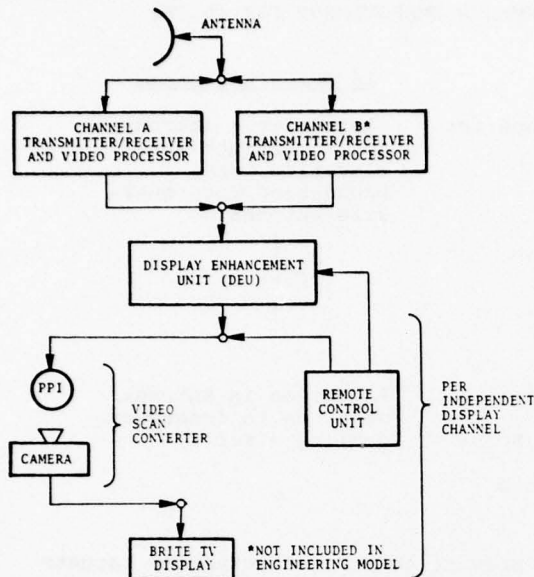 ANTENNA
CHANNEL A
TRANSMITTER/RECEIVER
AND VIDEO PROCESSOR
CHANNEL B*
TRANSMITTER/RECEIVER
AND VIDEO PROCESSOR
DISPLAY ENHANCEMENT
UNIT (DEU)
PPI
VIDEO
SCAN
CONVERTER
CAMERA
REMOTE
CONTROL
UNIT
PER
INDEPENDENT
DISPLAY
CHANNEL
BRITE TV
DISPLAY
*NOT INCLUDED IN
ENGINEERING MODEL